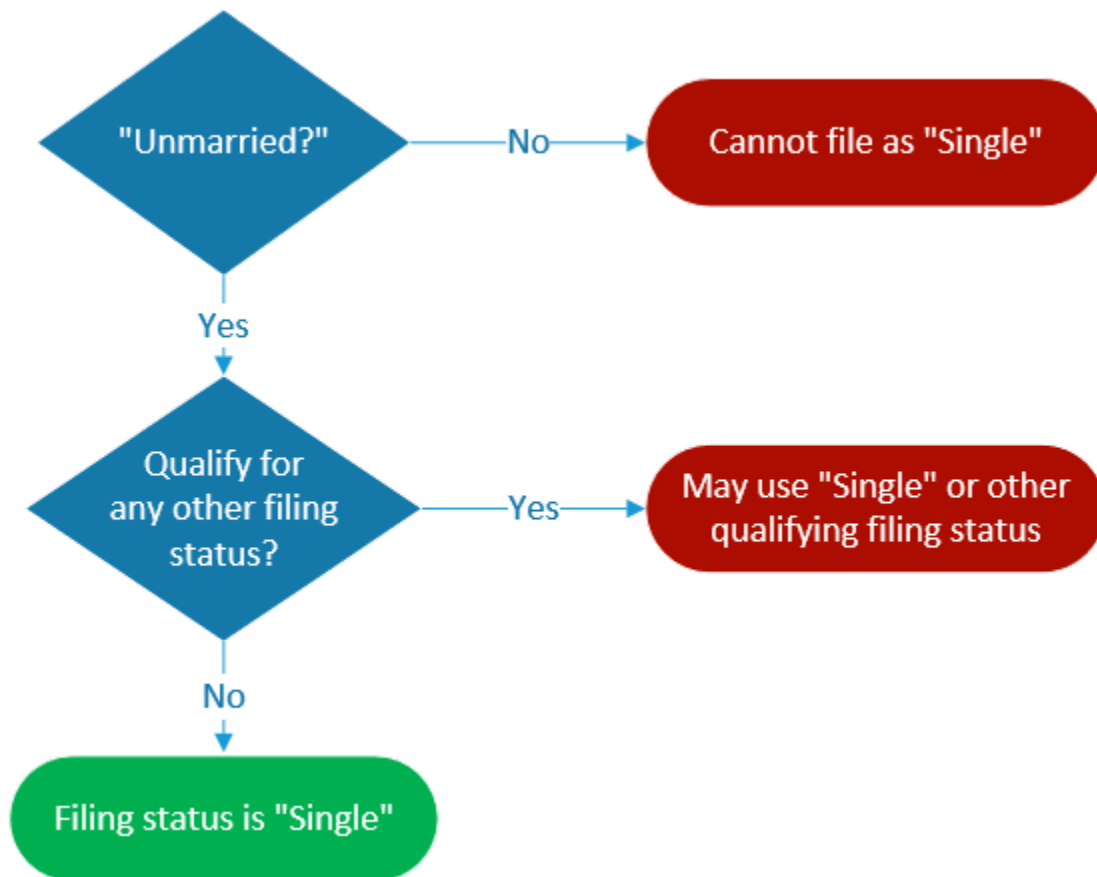 "Unmarried?"
No
Cannot file as "Single"
Yes
Qualify for
any other filing
status?
Yes
May use "Single" or other
qualifying filing status
No
Filing status is "Single"